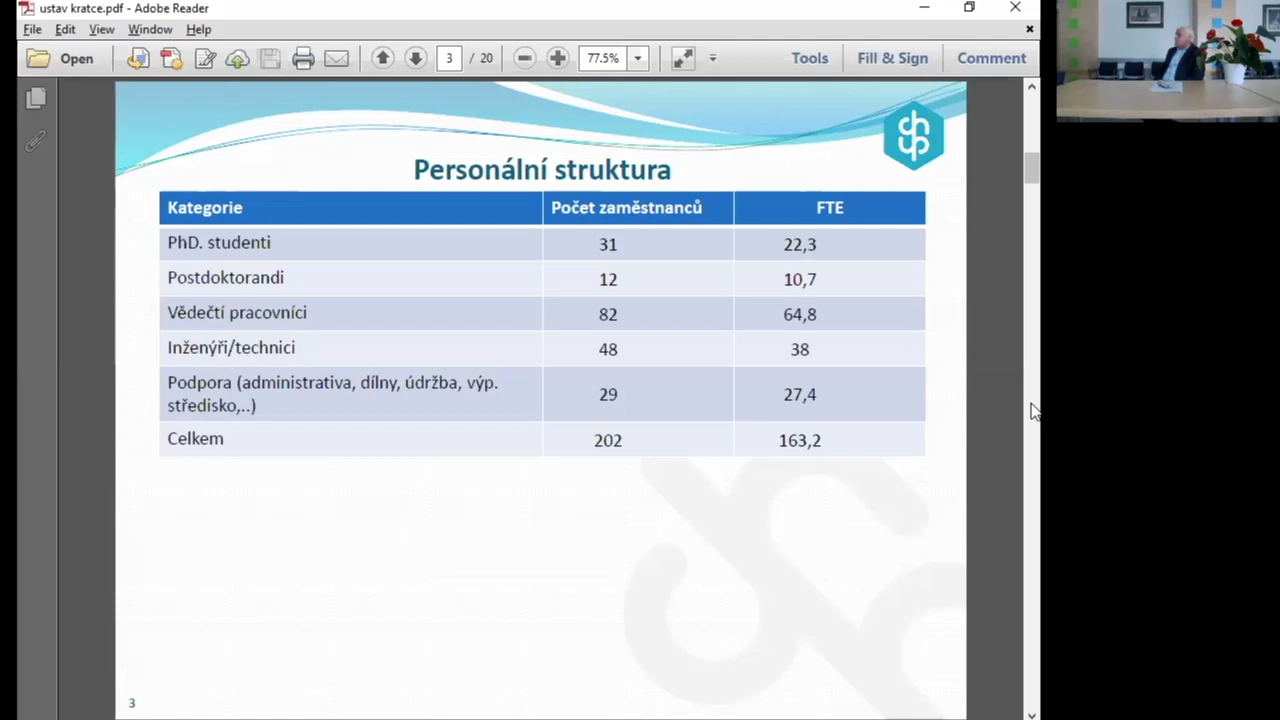 ustav kratce.pdf - Adobe Reader
File Edit View Window Help
Open 3 / 20 77.5% Tools Fill & Sign Comment
Personální struktura
Kategorie Počet zaměstnanců FTE
PhD. studenti 31 22,3
Postdoktorandi 12 10,7
Vědečtí pracovníci 82 64,8
Inženýři/technici 48 38
Podpora (administrativa, dílny, údržba, výp.
středisko,..) 29 27,4
Celkem 202 163,2
3